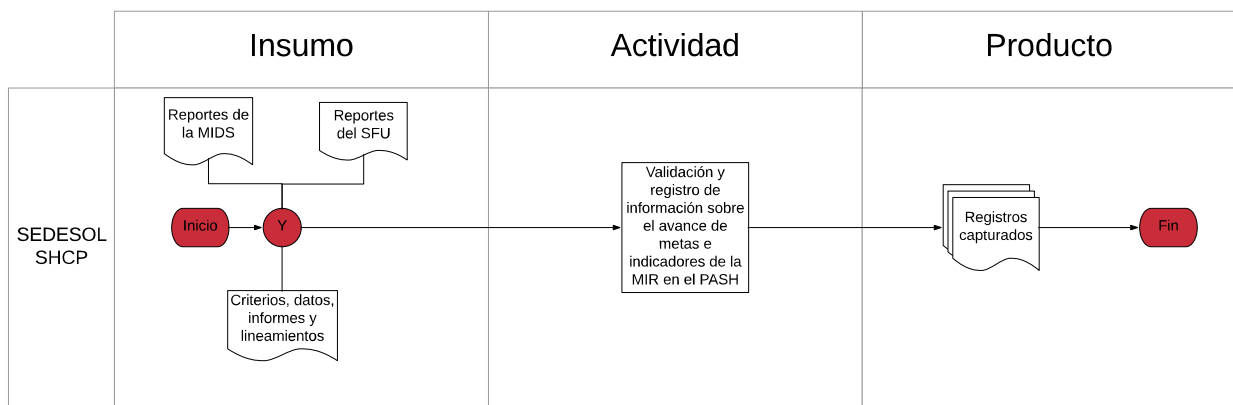 Insumo
Actividad
Producto
Reportes de
la MIDS
Reportes
del SFU
SEDESOL
SHCP
Inicio
Y
Criterios, datos,
informes y
lineamientos
Validación y
registro de
información sobre
el avance de
metas e
indicadores de la
MIR en el PASH
Registros
capturados
Fin